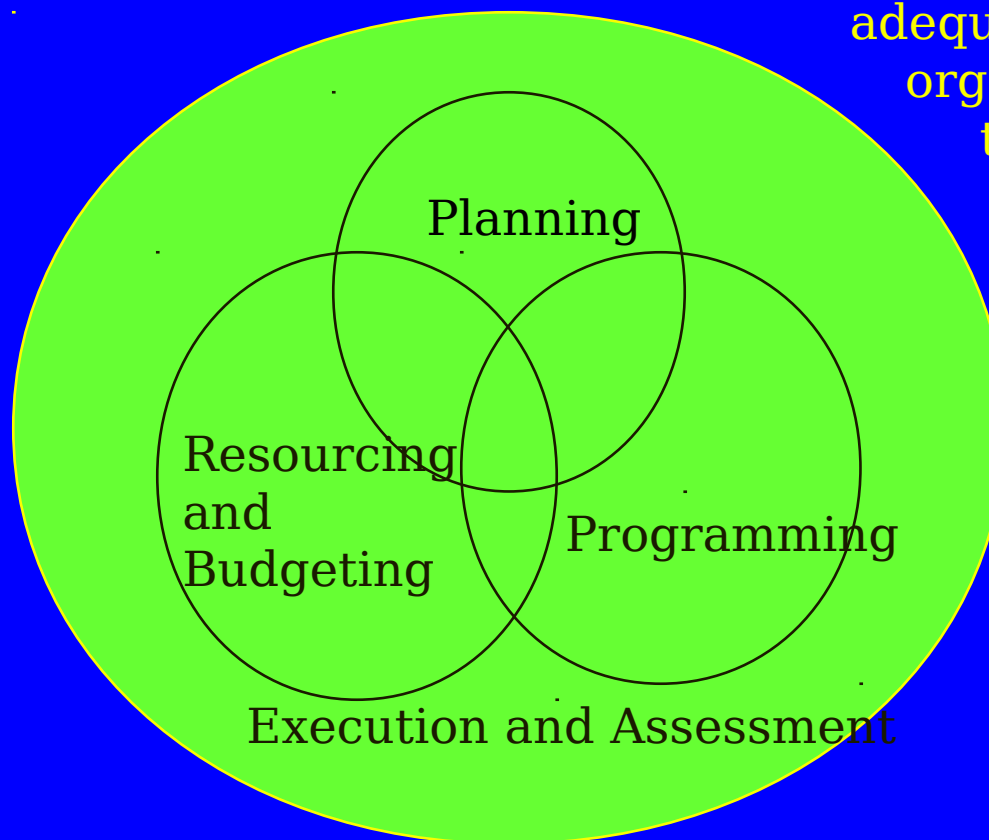 adequ
org
t
Planning
Resourcing
and
Budgeting
Programming
Execution and Assessment